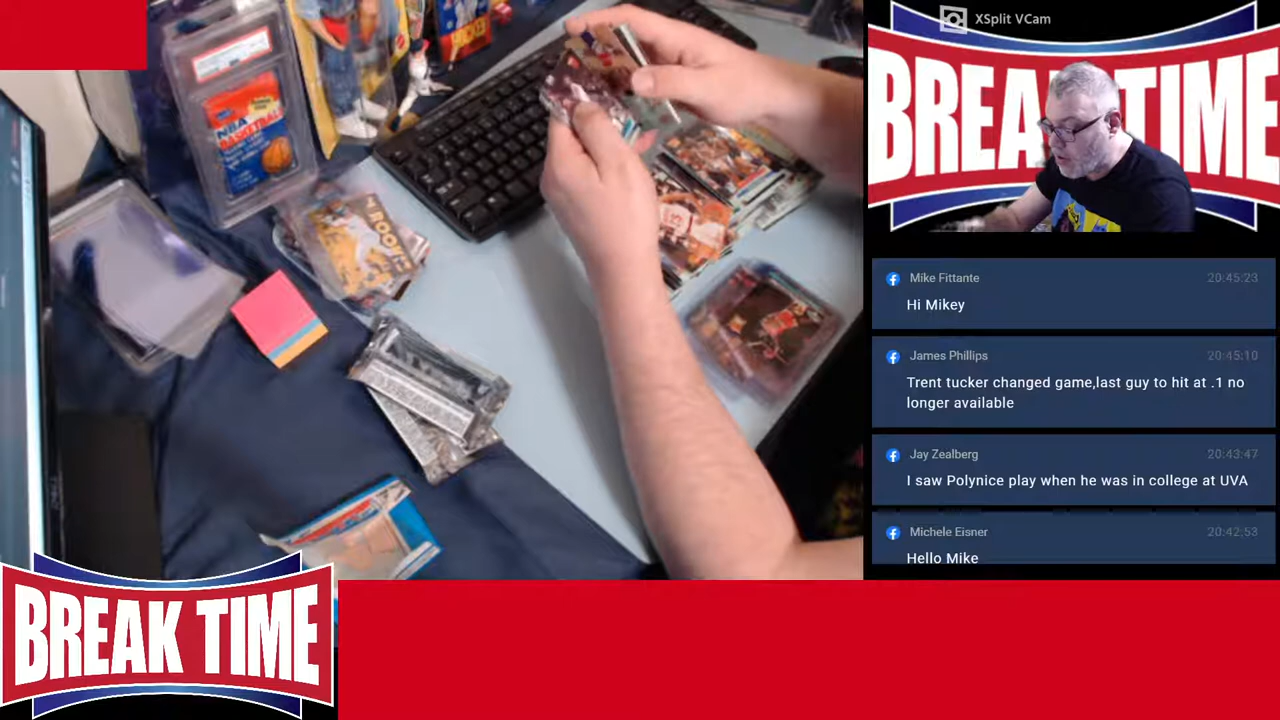 XSplit VCam
BREAK TIME
NBA
BASKETBALL
ROOKI
Mike Fittante 20:45:23
Hi Mikey
James Phillips 20:45:10
Trent tucker changed game,last guy to hit at .1 no
longer available
Jay Zealberg 20:43:47
I saw Polynice play when he was in college at UVA
Michele Eisner 20:42:53
Hello Mike
BREAK TIME